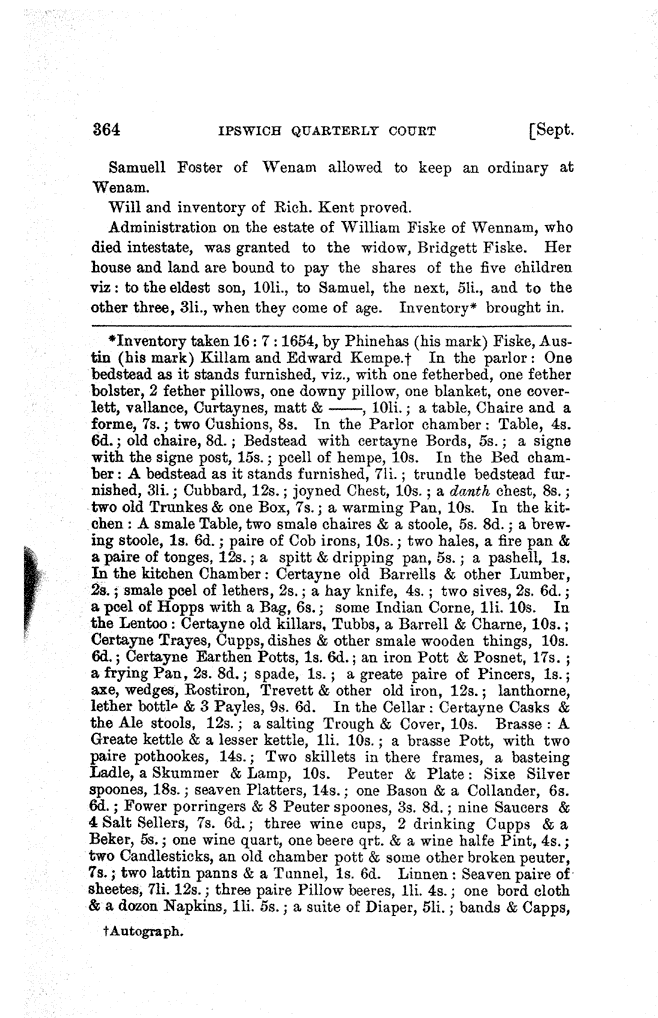 364 IPSWICH QUARTERLY COURT [Sept.
Samuell Foster of Wenam allowed to keep an ordinary at
Wenam.
Will and inventory of Rich. Kent proved.
Administration on the estate of William Fiske of Wennam, who
died intestate, was granted to the widow, Bridgett Fiske. Her
house and land are bound to pay the shares of the five children
viz: to the eldest son, 10li., to Samuel, the next, 5li., and to the
other three, 3li., when they come of age. Inventory* brought in.
*Inventory taken 16 : 7 : 1654, by Phinehas (his mark) Fiske, Aus-
tin (his mark) Killam and Edward Kempe.† In the parlor: One
bedstead as it stands furnished, viz., with one fetherbed, one fether
bolster, 2 fether pillows, one downy pillow, one blanket, one cover-
lett, vallance, Curtaynes, matt & ——, 10li.; a table, Chaire and a
forme, 7s.; two Cushions, 8s. In the Parlor chamber: Table, 4s.
6d.; old chaire, 8d.; Bedstead with certayne Bords, 5s.; a signe
with the signe post, 15s.; pcell of hempe, 10s. In the Bed cham-
ber: A bedstead as it stands furnished, 7li.; trundle bedstead fur-
nished, 3li.; Cubbard, 12s.; joyned Chest, 10s.; a danth chest, 8s.;
two old Trunkes & one Box, 7s.; a warming Pan, 10s. In the kit-
chen: A smale Table, two smale chaires & a stoole, 5s. 8d.; a brew-
ing stoole, 1s. 6d.; paire of Cob irons, 10s.; two hales, a fire pan &
a paire of tonges, 12s.; a spitt & dripping pan, 5s.; a pashell, 1s.
In the kitchen Chamber: Certayne old Barrells & other Lumber,
2s.; smale pcel of lethers, 2s.; a hay knife, 4s.; two sives, 2s. 6d.;
a pcel of Hopps with a Bag, 6s.; some Indian Corne, 1li. 10s. In
the Lentoo: Certayne old killars, Tubbs, a Barrell & Charne, 10s.;
Certayne Trayes, Cupps, dishes & other smale wooden things, 10s.
6d.; Certayne Earthen Potts, 1s. 6d.; an iron Pott & Posnet, 17s.;
a frying Pan, 2s. 8d.; spade, 1s.; a greate paire of Pincers, 1s.;
axe, wedges, Rostiron, Trevett & other old iron, 12s.; lanthorne,
lether bottle & 3 Payles, 9s. 6d. In the Cellar: Certayne Casks &
the Ale stools, 12s.; a salting Trough & Cover, 10s. Brasse: A
Greate kettle & a lesser kettle, 1li. 10s.; a brasse Pott, with two
paire pothookes, 14s.; Two skillets in there frames, a basteing
Ladle, a Skummer & Lamp, 10s. Peuter & Plate: Sixe Silver
spoones, 18s.; seaven Platters, 14s.; one Bason & a Collander, 6s.
6d.; Fower porringers & 8 Peuter spoones, 3s. 8d.; nine Saucers &
4 Salt Sellers, 7s. 6d.; three wine cups, 2 drinking Cupps & a
Beker, 5s.; one wine quart, one beere qrt. & a wine halfe Pint, 4s.;
two Candlesticks, an old chamber pott & some other broken peuter,
7s.; two lattin panns & a Tunnel, 1s. 6d. Linnen: Seaven paire of
sheetes, 7li. 12s.; three paire Pillow beeres, 1li. 4s.; one bord cloth
& a dozon Napkins, 1li. 5s.; a suite of Diaper, 5li.; bands & Capps,
†Autograph.